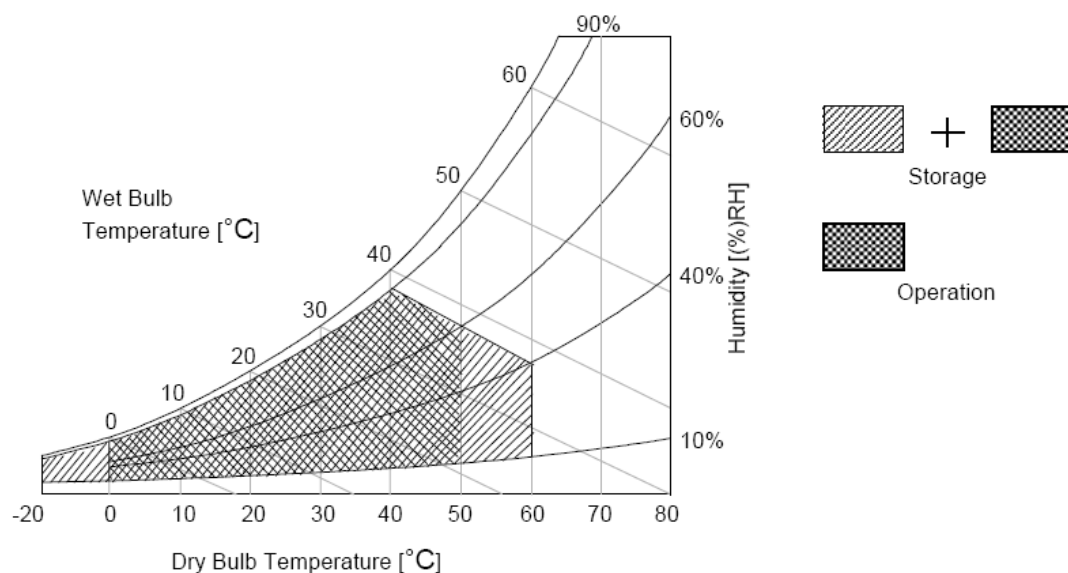 90%
60
60%
50
Wet Bulb
Temperature [°C]
40
40%
30
20
10
0
10%
Humidity [(%)RH]
-20 0 10 20 30 40 50 60 70 80
Dry Bulb Temperature [°C]
+
Storage
Operation